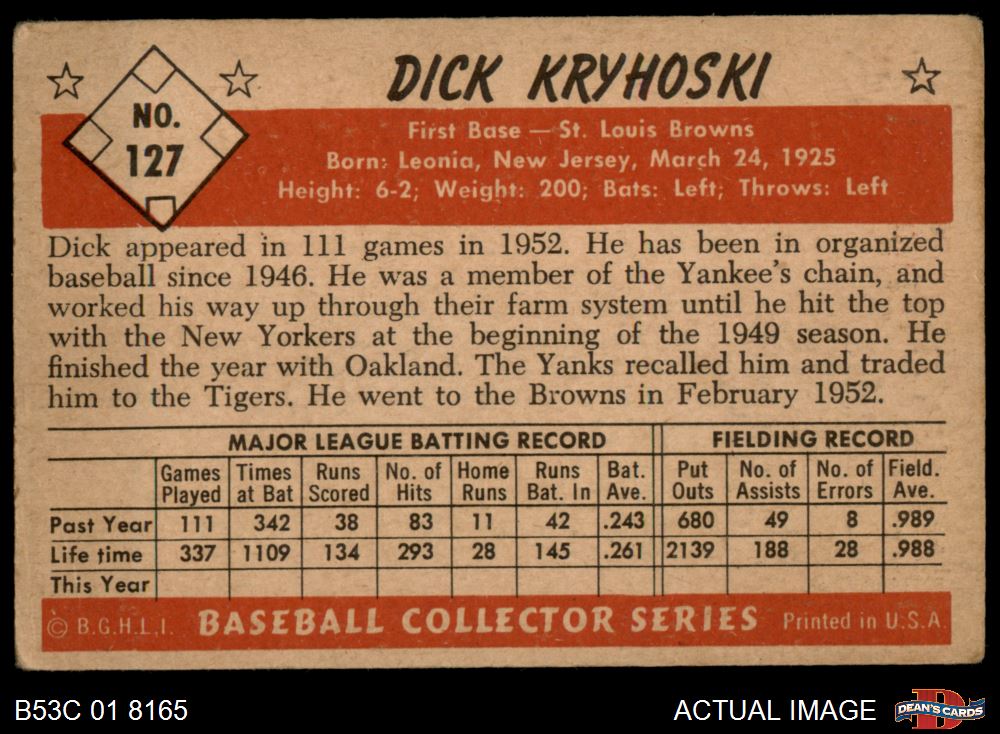 DICK KRYHOSKI
NO.
127
First Base — St. Louis Browns
Born: Leonia, New Jersey, March 24, 1925
Height: 6-2; Weight: 200; Bats: Left; Throws: Left
Dick appeared in 111 games in 1952. He has been in organized
baseball since 1946. He was a member of the Yankee's chain, and
worked his way up through their farm system until he hit the top
with the New Yorkers at the beginning of the 1949 season. He
finished the year with Oakland. The Yanks recalled him and traded
him to the Tigers. He went to the Browns in February 1952.
MAJOR LEAGUE BATTING RECORD FIELDING RECORD
Games Times Runs No. of Home Runs Bat. Put No. of No. of Field.
Played at Bat Scored Hits Runs Bat. In Ave. Outs Assists Errors Ave.
Past Year 111 342 38 83 11 42 .243 680 49 8 .989
Life time 337 1109 134 293 28 145 .261 2139 188 28 .988
This Year
© B.G.H.L.I. BASEBALL COLLECTOR SERIES Printed in U.S.A.
B53C 01 8165 ACTUAL IMAGE DEAN'S CARDS